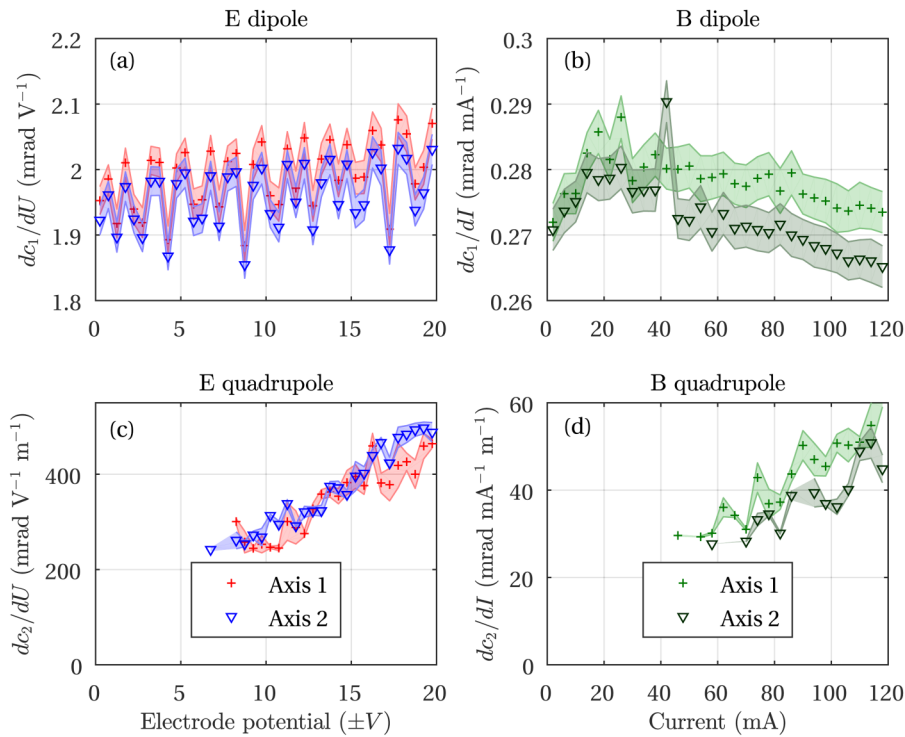 E dipole
B dipole
(a)
(b)
2.2
2.1
2
1.9
1.8
0.3
0.29
0.28
0.27
0.26
dc₁/dU (mrad V⁻¹)
dc₁/dI (mrad mA⁻¹)
0 5 10 15 20
0 20 40 60 80 100 120
E quadrupole
B quadrupole
(c)
(d)
400
200
0
60
40
20
0
dc₂/dU (mrad V⁻¹ m⁻¹)
dc₂/dI (mrad mA⁻¹ m⁻¹)
Axis 1
Axis 2
Axis 1
Axis 2
0 5 10 15 20
0 20 40 60 80 100 120
Electrode potential (±V)
Current (mA)